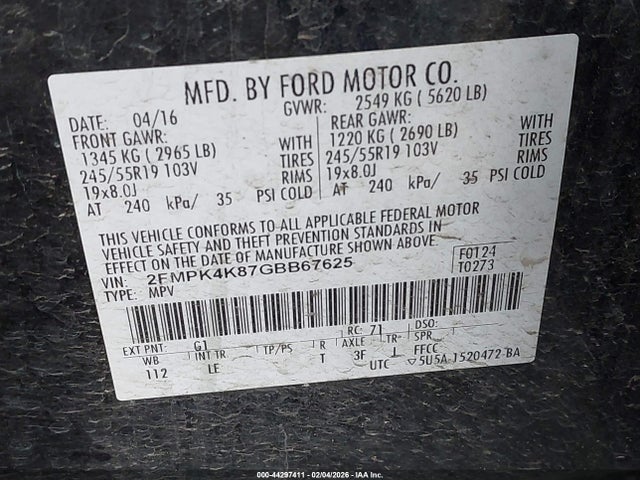 MFD. BY FORD MOTOR CO.
DATE: 04/16 GVWR: 2549 KG ( 5620 LB)
FRONT GAWR: WITH REAR GAWR: WITH
1345 KG ( 2965 LB) TIRES 1220 KG ( 2690 LB) TIRES
245/55R19 103V RIMS 245/55R19 103V RIMS
19x8.0J 19x8.0J
AT 240 kPa/ 35 PSI COLD AT 240 kPa/ 35 PSI COLD
THIS VEHICLE CONFORMS TO ALL APPLICABLE FEDERAL MOTOR
VEHICLE SAFETY AND THEFT PREVENTION STANDARDS IN
EFFECT ON THE DATE OF MANUFACTURE SHOWN ABOVE.
VIN: 2FMPK4K87GBB67625 F0124
TYPE: MPV T0273
EXT PNT: G1 RC: 71 DSO:
WB INT TR TP/PS R AXLE TR SPR
112 LE T 3F J FFCC
UTC ▽5U5A 1520472 BA
000-44297411 - 02/04/2026 - IAA Inc.